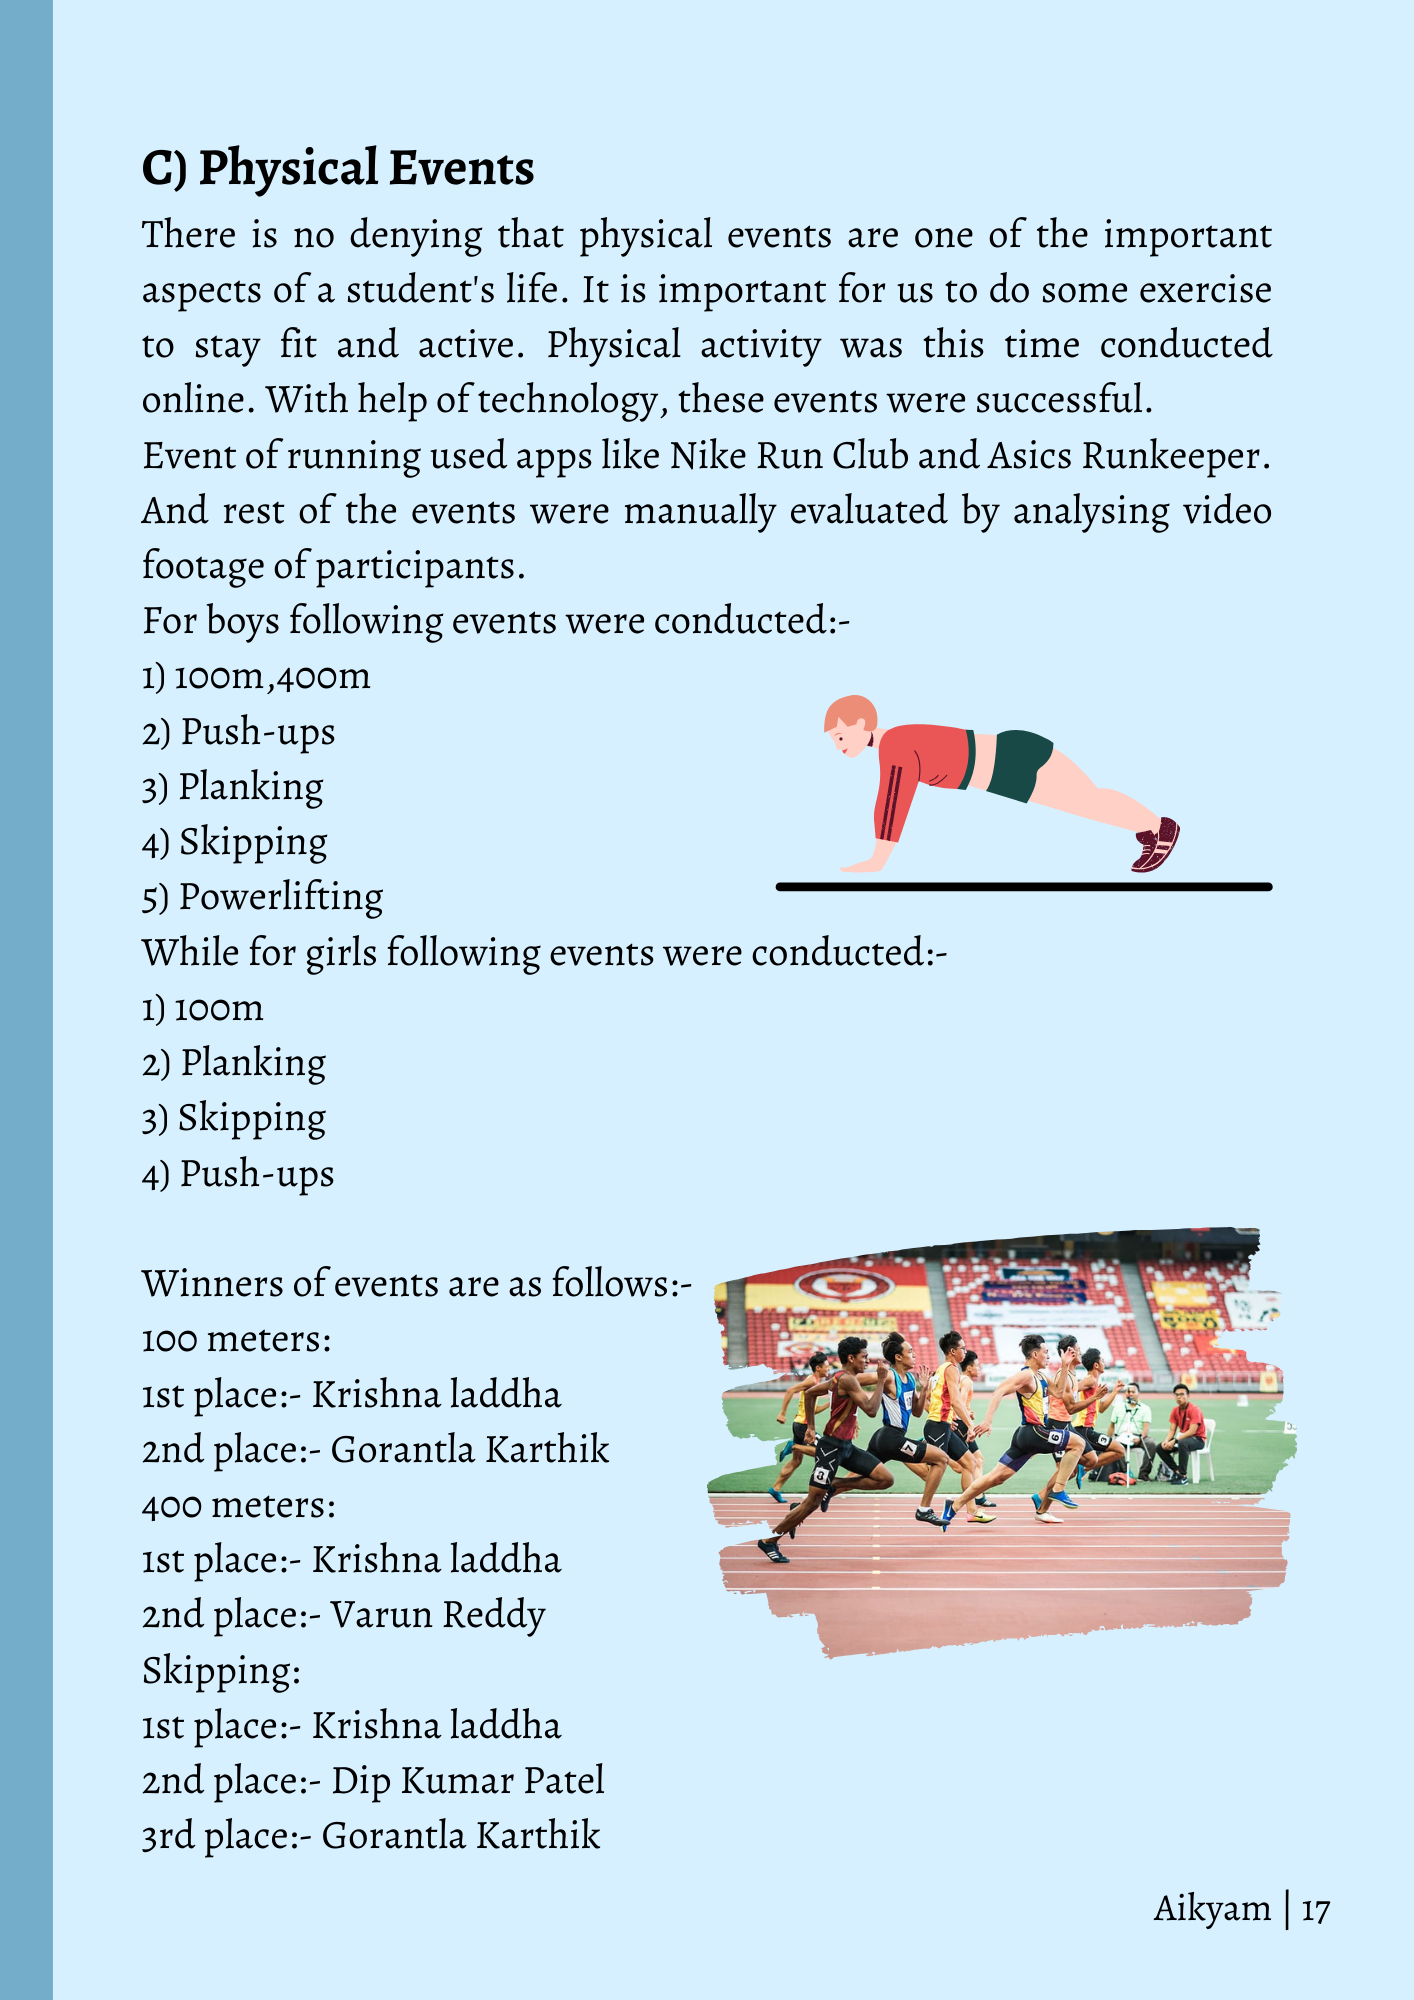 C) Physical Events
There is no denying that physical events are one of the important
aspects of a student's life. It is important for us to do some exercise
to stay fit and active. Physical activity was this time conducted
online. With help of technology, these events were successful.
Event of running used apps like Nike Run Club and Asics Runkeeper.
And rest of the events were manually evaluated by analysing video
footage of participants.
For boys following events were conducted:-
1) 100m,400m
2) Push-ups
3) Planking
4) Skipping
5) Powerlifting
While for girls following events were conducted:-
1) 100m
2) Planking
3) Skipping
4) Push-ups
Winners of events are as follows:-
100 meters:
1st place:- Krishna laddha
2nd place:- Gorantla Karthik
400 meters:
1st place:- Krishna laddha
2nd place:- Varun Reddy
Skipping:
1st place:- Krishna laddha
2nd place:- Dip Kumar Patel
3rd place:- Gorantla Karthik
3
7
6
3
Aikyam | 17